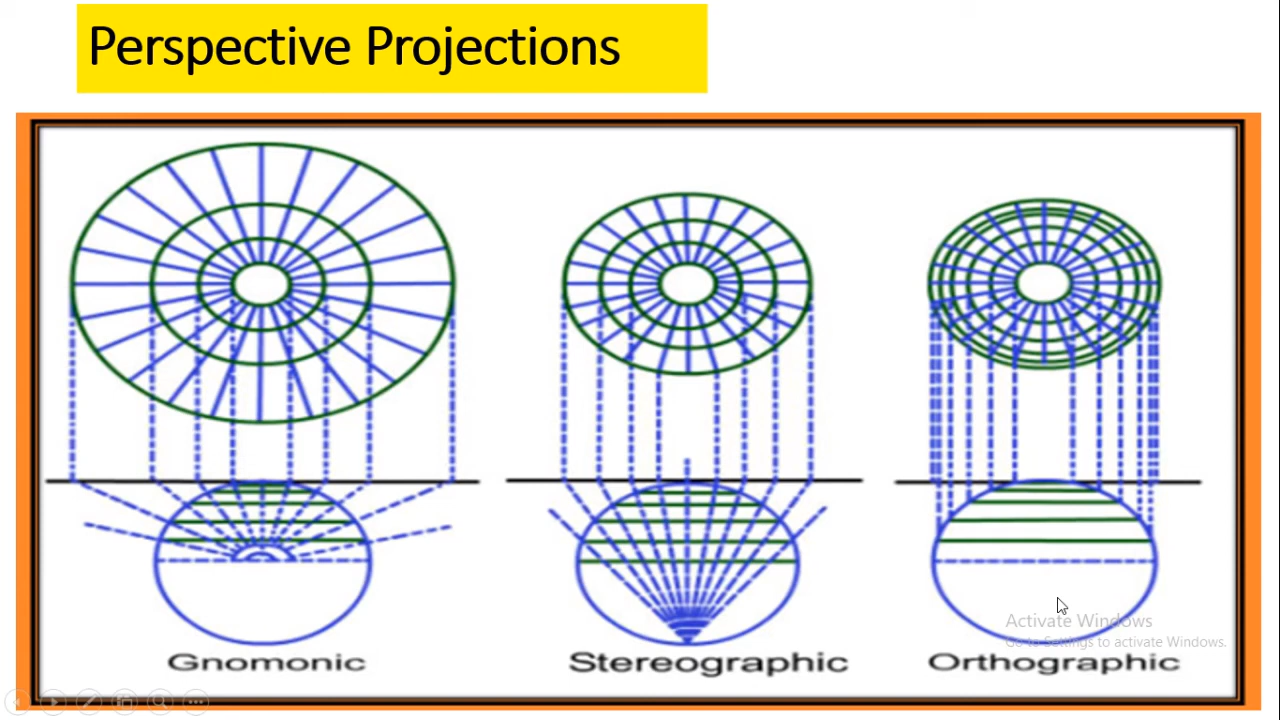 Perspective Projections
Activate Windows
Go to Settings to activate Windows.
Gnomonic
Stereographic
Orthographic